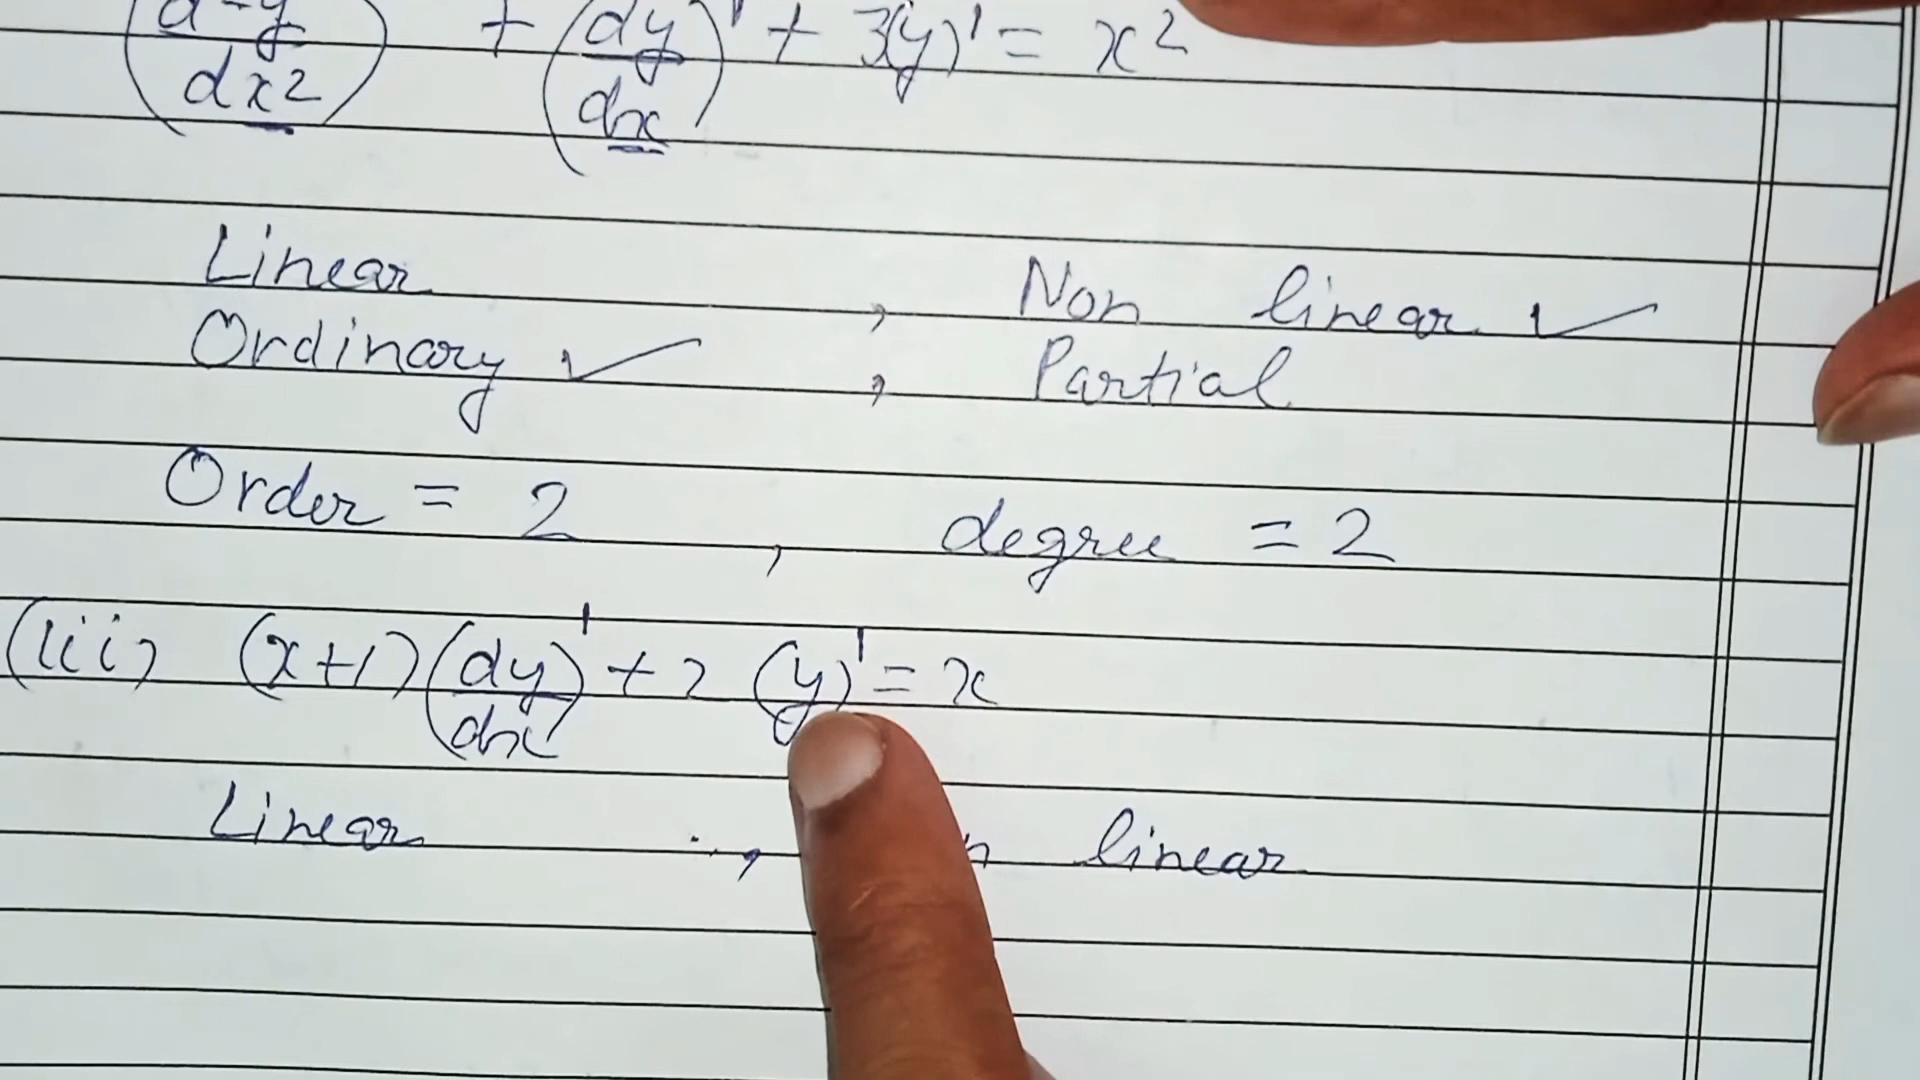 (d²y/dx²) + (dy/dx)¹ + 3(y)¹ = x²
Linear , Non linear ✓
Ordinary ✓ , Partial
Order = 2 , degree = 2
(iii) (x+1)(dy/dx)¹ + 2 (y)¹ = x
Linear , n linear